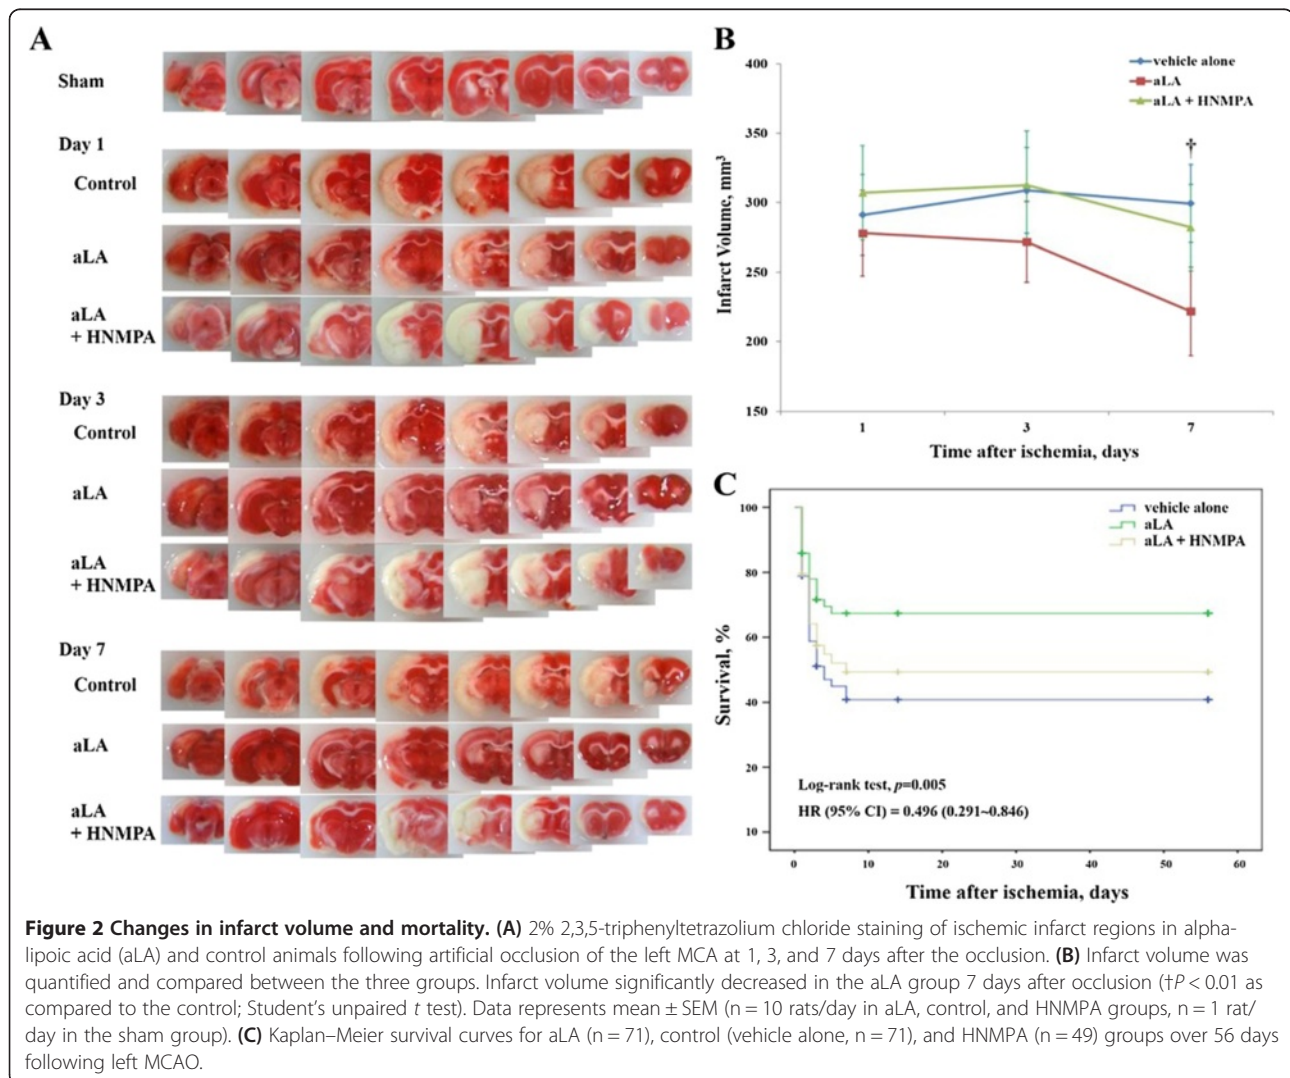 A
Sham
Day 1
Control
aLA
aLA
+ HNMPA
Day 3
Control
aLA
aLA
+ HNMPA
Day 7
Control
aLA
aLA
+ HNMPA
B
vehicle alone
aLA
aLA + HNMPA
400
350
300
250
200
150
Infarct Volume, mm³
†
1 3 7
Time after ischemia, days
C
vehicle alone
aLA
aLA + HNMPA
100
80
60
40
20
10
Survival, %
Log-rank test, p=0.005
HR (95% CI) = 0.496 (0.291~0.846)
0 10 20 30 40 50 60
Time after ischemia, days
Figure 2 Changes in infarct volume and mortality. (A) 2% 2,3,5-triphenyltetrazolium chloride staining of ischemic infarct regions in alpha-
lipoic acid (aLA) and control animals following artificial occlusion of the left MCA at 1, 3, and 7 days after the occlusion. (B) Infarct volume was
quantified and compared between the three groups. Infarct volume significantly decreased in the aLA group 7 days after occlusion (†P < 0.01 as
compared to the control; Student's unpaired t test). Data represents mean ± SEM (n = 10 rats/day in aLA, control, and HNMPA groups, n = 1 rat/
day in the sham group). (C) Kaplan–Meier survival curves for aLA (n = 71), control (vehicle alone, n = 71), and HNMPA (n = 49) groups over 56 days
following left MCAO.